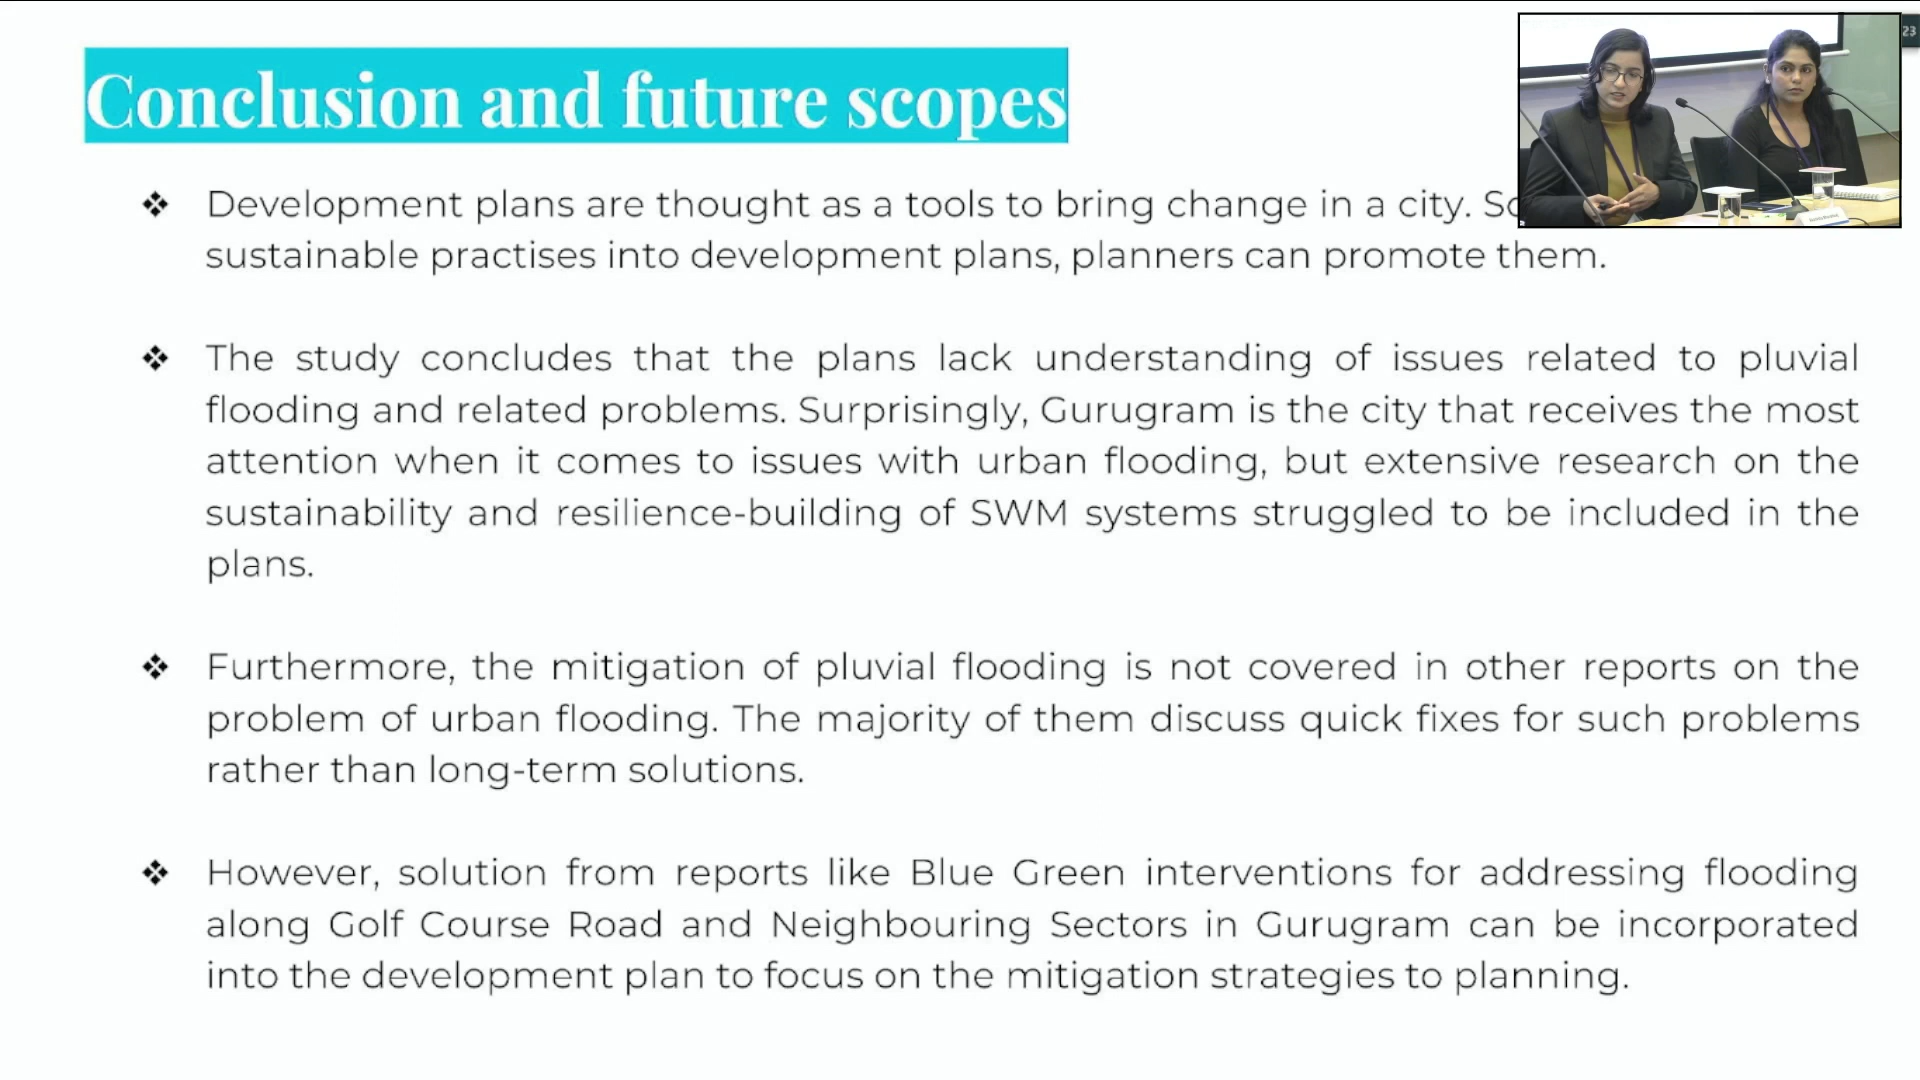 Conclusion and future scopes
23
❖ Development plans are thought as a tools to bring change in a city.
sustainable practises into development plans, planners can promote them.
❖ The study concludes that the plans lack understanding of issues related to pluvial
flooding and related problems. Surprisingly, Gurugram is the city that receives the most
attention when it comes to issues with urban flooding, but extensive research on the
sustainability and resilience-building of SWM systems struggled to be included in the
plans.
❖ Furthermore, the mitigation of pluvial flooding is not covered in other reports on the
problem of urban flooding. The majority of them discuss quick fixes for such problems
rather than long-term solutions.
❖ However, solution from reports like Blue Green interventions for addressing flooding
along Golf Course Road and Neighbouring Sectors in Gurugram can be incorporated
into the development plan to focus on the mitigation strategies to planning.